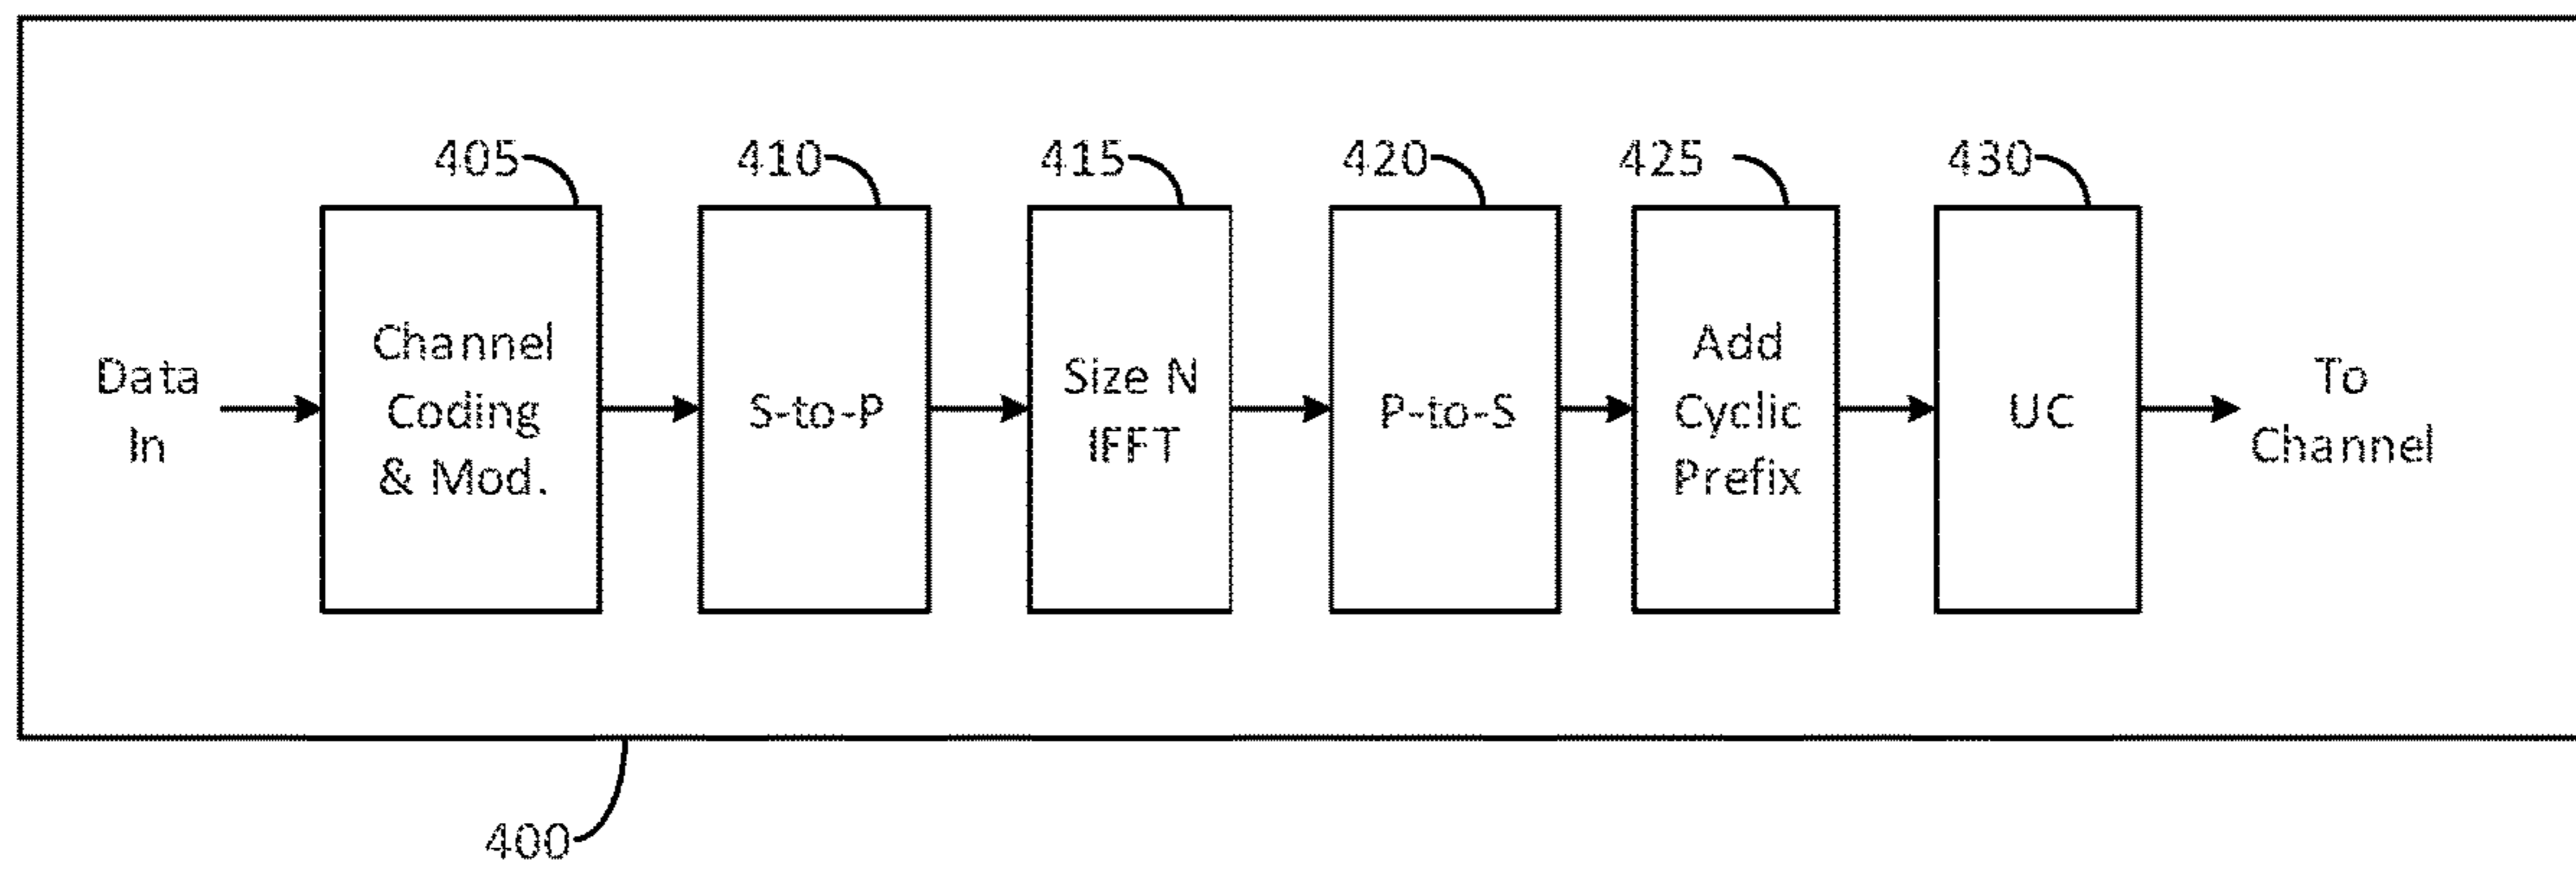 405
410
415
420
425
430
Data
In
Channel
Coding
& Mod.
S-to-P
Size N
IFFT
P-to-S
Add
Cyclic
Prefix
UC
To
Channel
400